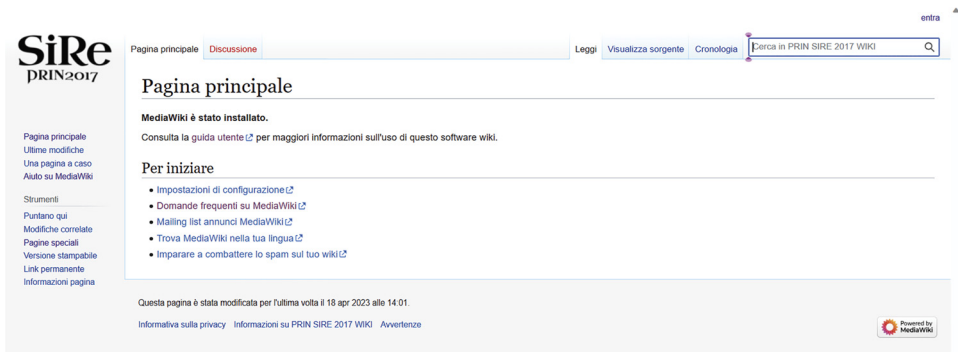 entra
SiRe
PRIN2017
Pagina principale Discussione Leggi Visualizza sorgente Cronologia Cerca in PRIN SIRE 2017 WIKI
Pagina principale
MediaWiki è stato installato.
Consulta la guida utente per maggiori informazioni sull'uso di questo software wiki.
Per iniziare
• Impostazioni di configurazione
• Domande frequenti su MediaWiki
• Mailing list annunci MediaWiki
• Trova MediaWiki nella tua lingua
• Imparare a combattere lo spam sul tuo wiki
Pagina principale
Ultime modifiche
Una pagina a caso
Aiuto su MediaWiki
Strumenti
Puntano qui
Modifiche correlate
Pagine speciali
Versione stampabile
Link permanente
Informazioni pagina
Questa pagina è stata modificata per l'ultima volta il 18 apr 2023 alle 14:01.
Informativa sulla privacy Informazioni su PRIN SIRE 2017 WIKI Avvertenze
Powered by
MediaWiki